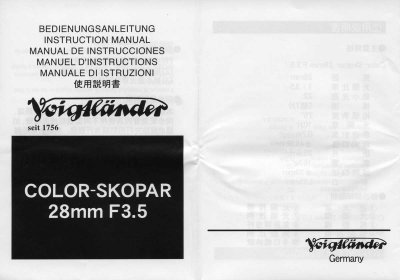 BEDIENUNGSANLEITUNG
INSTRUCTION MANUAL
MANUAL DE INSTRUCCIONES
MANUEL D'INSTRUCTIONS
MANUALE DI ISTRUZIONI
使用説明書
Voigtländer
seit 1756
COLOR-SKOPAR
28mm F3.5
Voigtländer
Germany